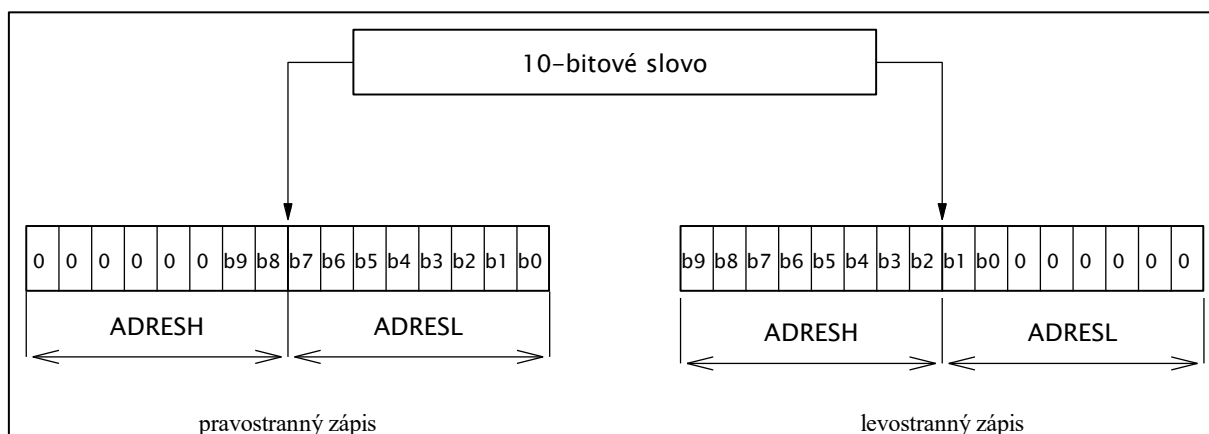 10-bitové slovo
0 0 0 0 0 0 b9 b8 b7 b6 b5 b4 b3 b2 b1 b0
b9 b8 b7 b6 b5 b4 b3 b2 b1 b0 0 0 0 0 0 0
ADRESH ADRESL
ADRESH ADRESL
pravostranný zápis
levostranný zápis